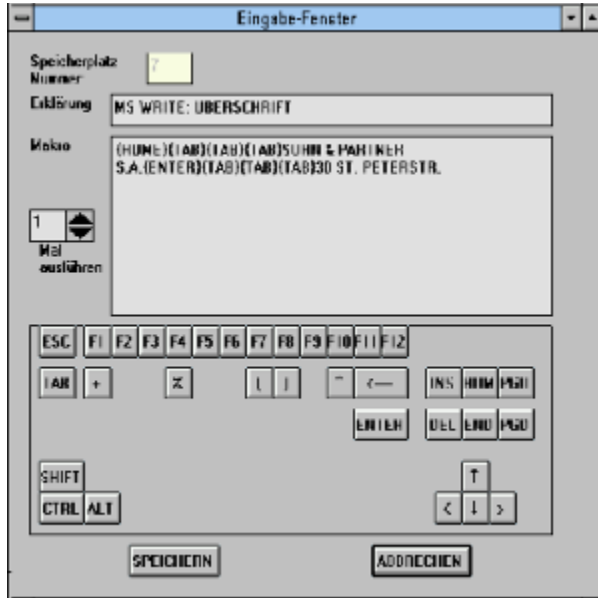 Eingabe-Fenster
Speicherplatz
Nummer
7
Erklärung
MS WRITE: UBERSCHRIFT
Makro
{HOME}{TAB}{TAB}{TAB}SUHN & PARTNER
S.A.{ENTER}{TAB}{TAB}{TAB}30 ST. PETERSTR.
1
Mal
ausführen
ESC F1 F2 F3 F4 F5 F6 F7 F8 F9 F10 F11 F12
TAB + % ( ) ~ <— INS HOM PGU
ENTER DEL END PGD
SHIFT ↑
CTRL ALT < ↓ >
SPEICHERN ABBRECHEN